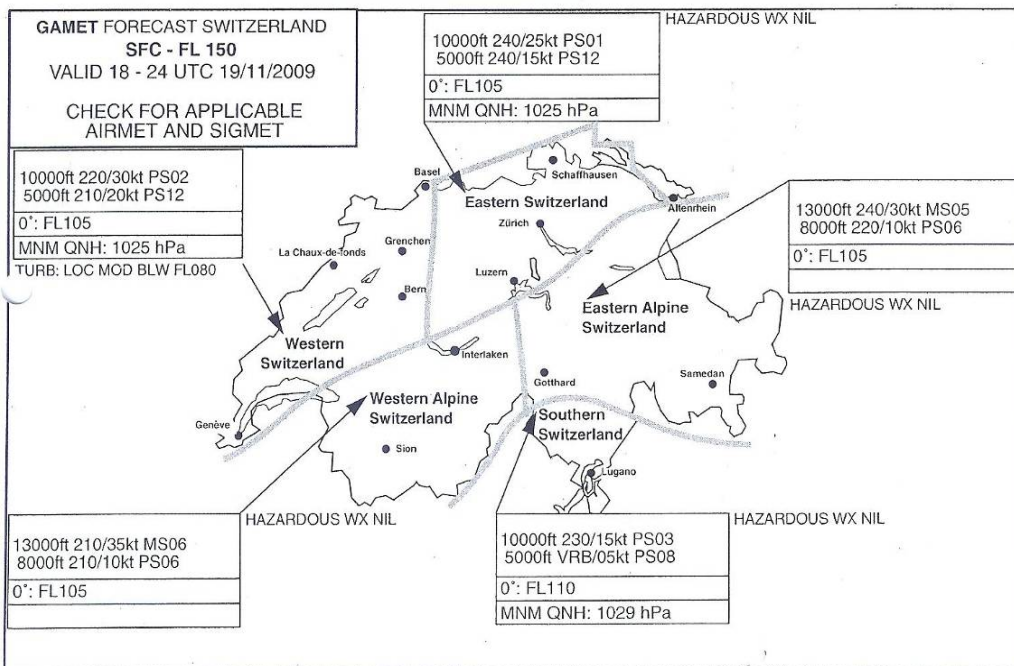 GAMET FORECAST SWITZERLAND
SFC - FL 150
VALID 18 - 24 UTC 19/11/2009
CHECK FOR APPLICABLE
AIRMET AND SIGMET
10000ft 240/25kt PS01
5000ft 240/15kt PS12
0°: FL105
MNM QNH: 1025 hPa
HAZARDOUS WX NIL
10000ft 220/30kt PS02
5000ft 210/20kt PS12
0°: FL105
MNM QNH: 1025 hPa
TURB: LOC MOD BLW FL080
13000ft 240/30kt MS05
8000ft 220/10kt PS06
0°: FL105
HAZARDOUS WX NIL
Basel
Schaffhausen
Eastern Switzerland
Altenrhein
Zürich
Grenchen
La Chaux-de-fonds
Luzern
Bern
Eastern Alpine
Switzerland
Western
Switzerland
Interlaken
Gotthard
Samedan
Western Alpine
Switzerland
Southern
Switzerland
Genève
Sion
Lugano
13000ft 210/35kt MS06
8000ft 210/10kt PS06
0°: FL105
HAZARDOUS WX NIL
10000ft 230/15kt PS03
5000ft VRB/05kt PS08
0°: FL110
MNM QNH: 1029 hPa
HAZARDOUS WX NIL